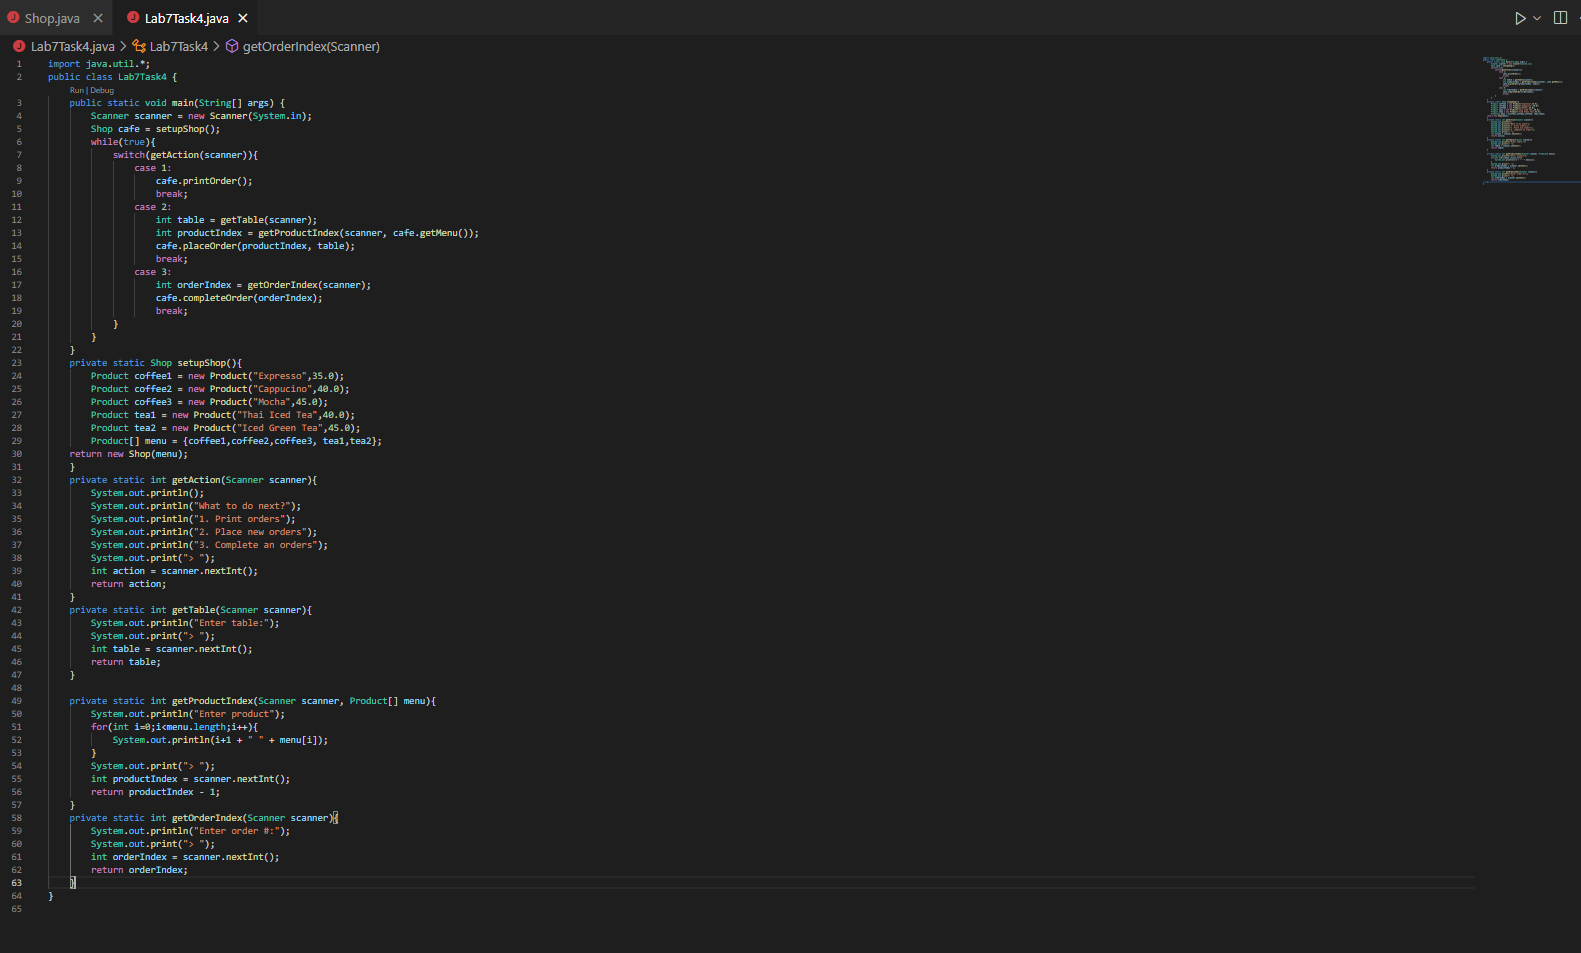 Shop.java
Lab7Task4.java
Lab7Task4.java > Lab7Task4 > getOrderIndex(Scanner)
1 import java.util.*;
2 public class Lab7Task4 {
Run | Debug
3 public static void main(String[] args) {
4 Scanner scanner = new Scanner(System.in);
5 Shop cafe = setupShop();
6 while(true){
7 switch(getAction(scanner)){
8 case 1:
9 cafe.printOrder();
10 break;
11 case 2:
12 int table = getTable(scanner);
13 int productIndex = getProductIndex(scanner, cafe.getMenu());
14 cafe.placeOrder(productIndex, table);
15 break;
16 case 3:
17 int orderIndex = getOrderIndex(scanner);
18 cafe.completeOrder(orderIndex);
19 break;
20 }
21 }
22 }
23 private static Shop setupShop(){
24 Product coffee1 = new Product("Expresso",35.0);
25 Product coffee2 = new Product("Cappucino",40.0);
26 Product coffee3 = new Product("Mocha",45.0);
27 Product tea1 = new Product("Thai Iced Tea",40.0);
28 Product tea2 = new Product("Iced Green Tea",45.0);
29 Product[] menu = {coffee1,coffee2,coffee3, tea1,tea2};
30 return new Shop(menu);
31 }
32 private static int getAction(Scanner scanner){
33 System.out.println();
34 System.out.println("What to do next?");
35 System.out.println("1. Print orders");
36 System.out.println("2. Place new orders");
37 System.out.println("3. Complete an orders");
38 System.out.print("> ");
39 int action = scanner.nextInt();
40 return action;
41 }
42 private static int getTable(Scanner scanner){
43 System.out.println("Enter table:");
44 System.out.print("> ");
45 int table = scanner.nextInt();
46 return table;
47 }
48
49 private static int getProductIndex(Scanner scanner, Product[] menu){
50 System.out.println("Enter product");
51 for(int i=0;i<menu.length;i++){
52 System.out.println(i+1 + " " + menu[i]);
53 }
54 System.out.print("> ");
55 int productIndex = scanner.nextInt();
56 return productIndex - 1;
57 }
58 private static int getOrderIndex(Scanner scanner){
59 System.out.println("Enter order #:");
60 System.out.print("> ");
61 int orderIndex = scanner.nextInt();
62 return orderIndex;
63 }
64 }
65